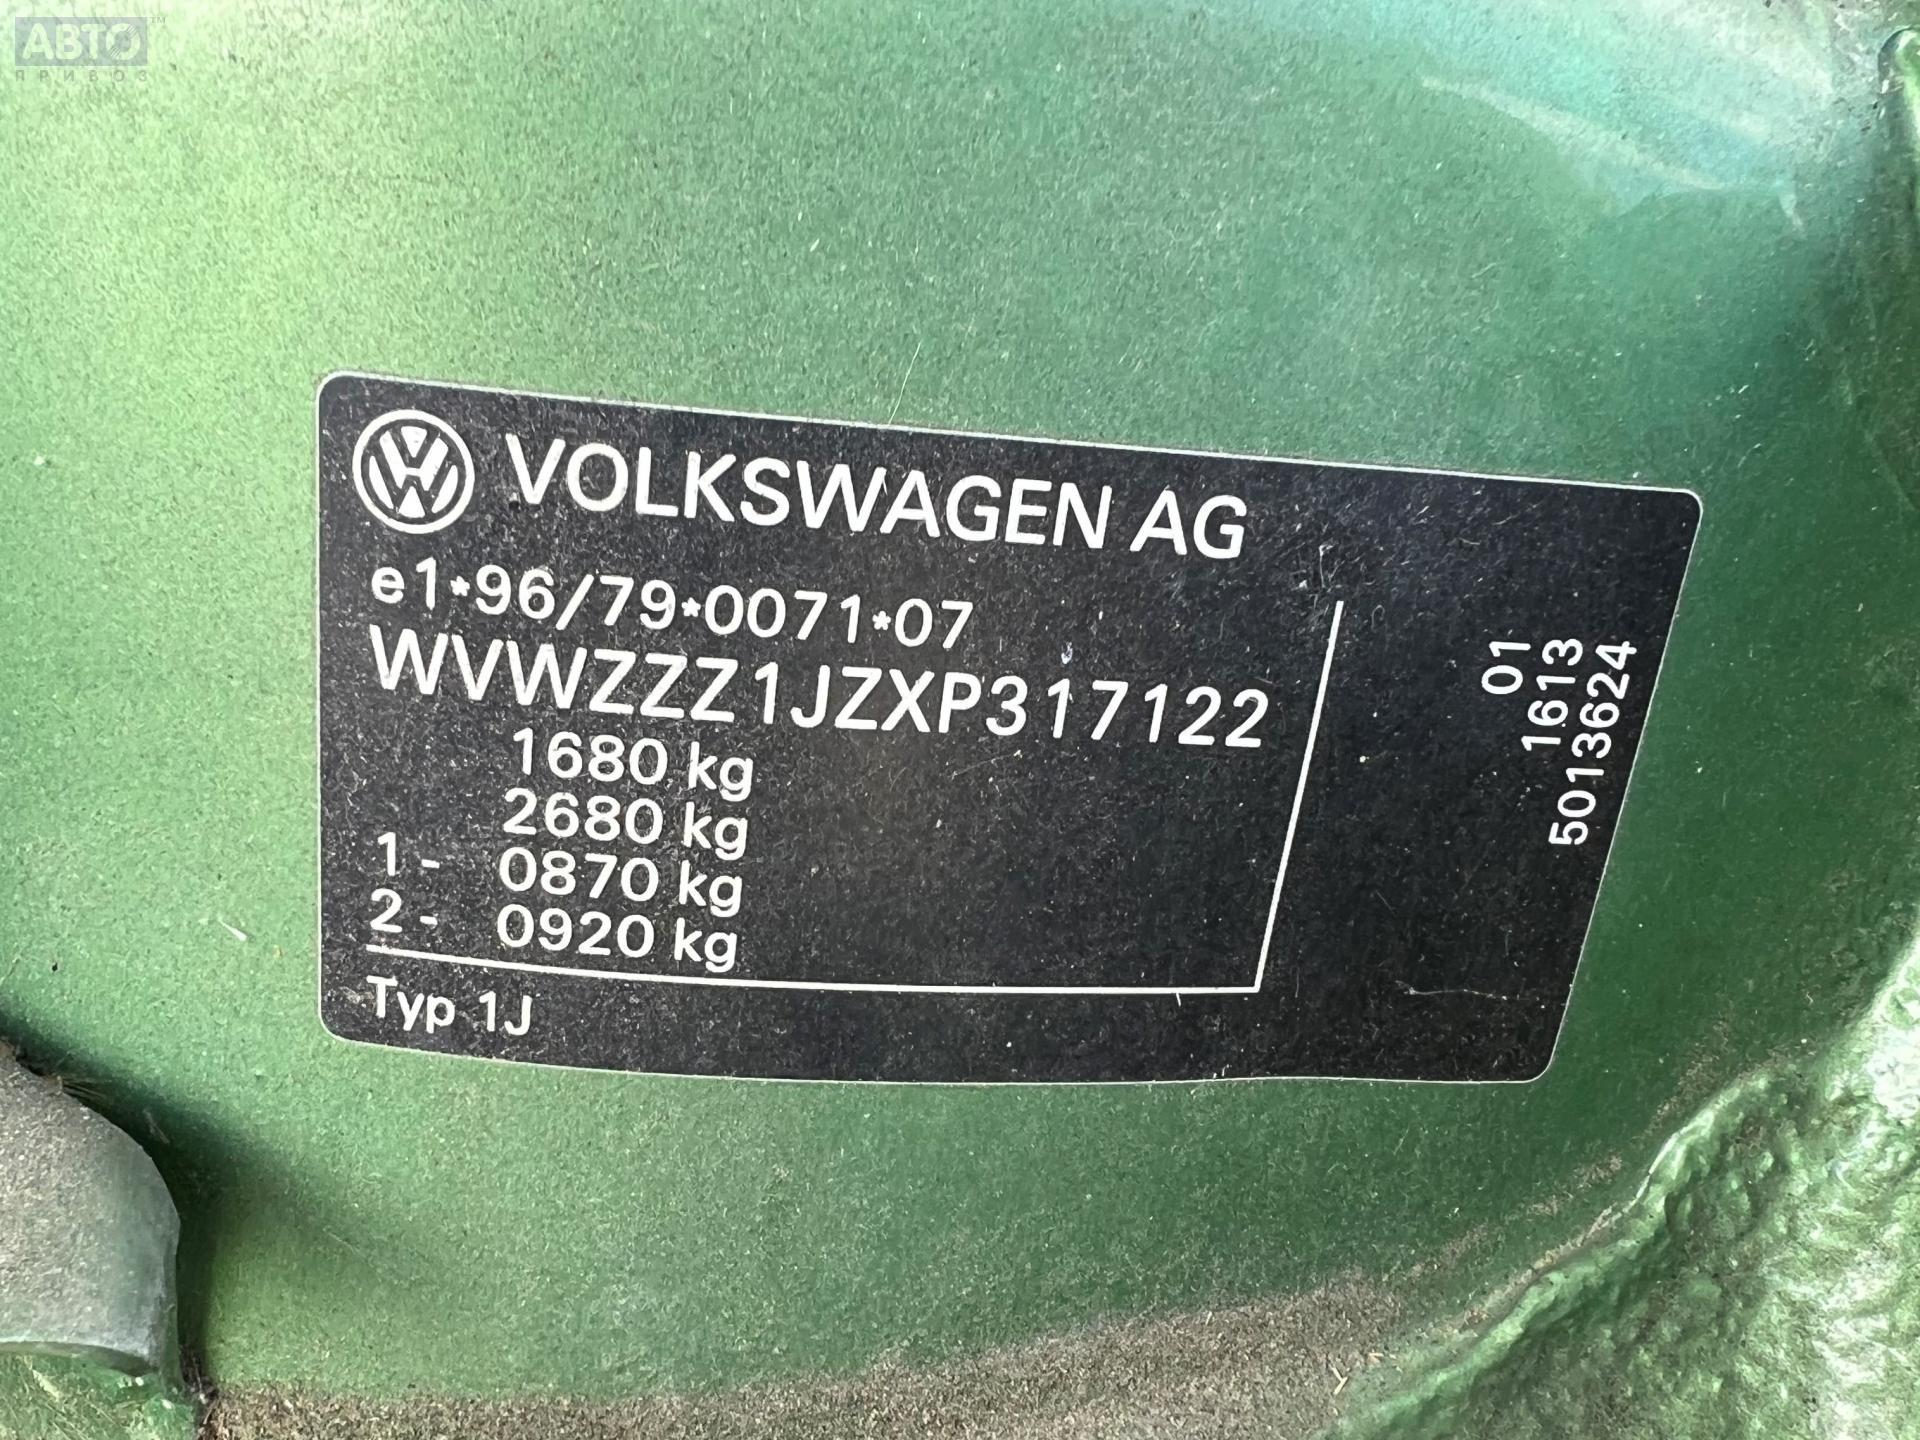 АВТО™
ПРИВОЗ
VOLKSWAGEN AG
e1*96/79*0071*07
WVWZZZ1JZXP317122
1680 kg
2680 kg
1- 0870 kg
2- 0920 kg
Typ 1J
01
1613
5013624